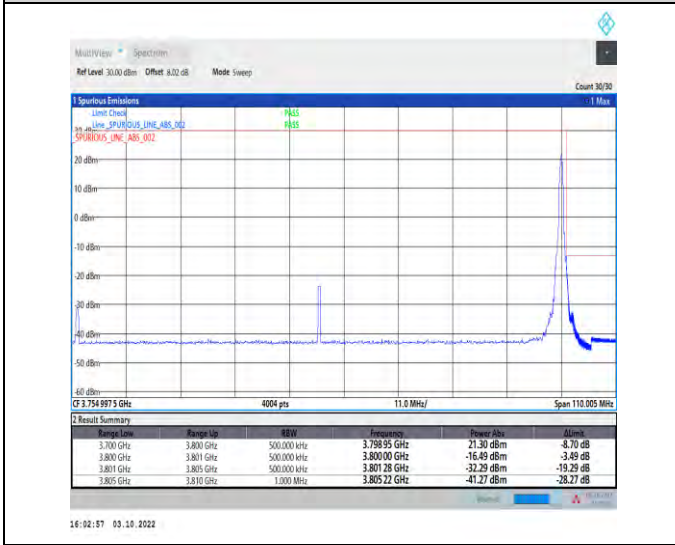 MultiView Spectrum
Ref Level 30.00 dBm Offset 8.02 dB Mode Sweep
Count 30/30
1 Spurious Emissions 1 Max
Limit Check PASS
Line _SPURIOUS_LINE_ABS_002 PASS
_SPURIOUS_LINE_ABS_002
20 dBm
10 dBm
0 dBm
-10 dBm
-20 dBm
-30 dBm
-40 dBm
-50 dBm
-60 dBm
CF 3.754 997 5 GHz 4004 pts 11.0 MHz/ Span 110.005 MHz
2 Result Summary
Range Low Range Up RBW Frequency Power Abs ΔLimit
3.700 GHz 3.800 GHz 500.000 kHz 3.798 95 GHz 21.30 dBm -8.70 dB
3.800 GHz 3.801 GHz 500.000 kHz 3.800 00 GHz -16.49 dBm -3.49 dB
3.801 GHz 3.805 GHz 500.000 kHz 3.801 28 GHz -32.29 dBm -19.29 dB
3.805 GHz 3.810 GHz 1.000 MHz 3.805 22 GHz -41.27 dBm -28.27 dB
16:02:57 03.10.2022